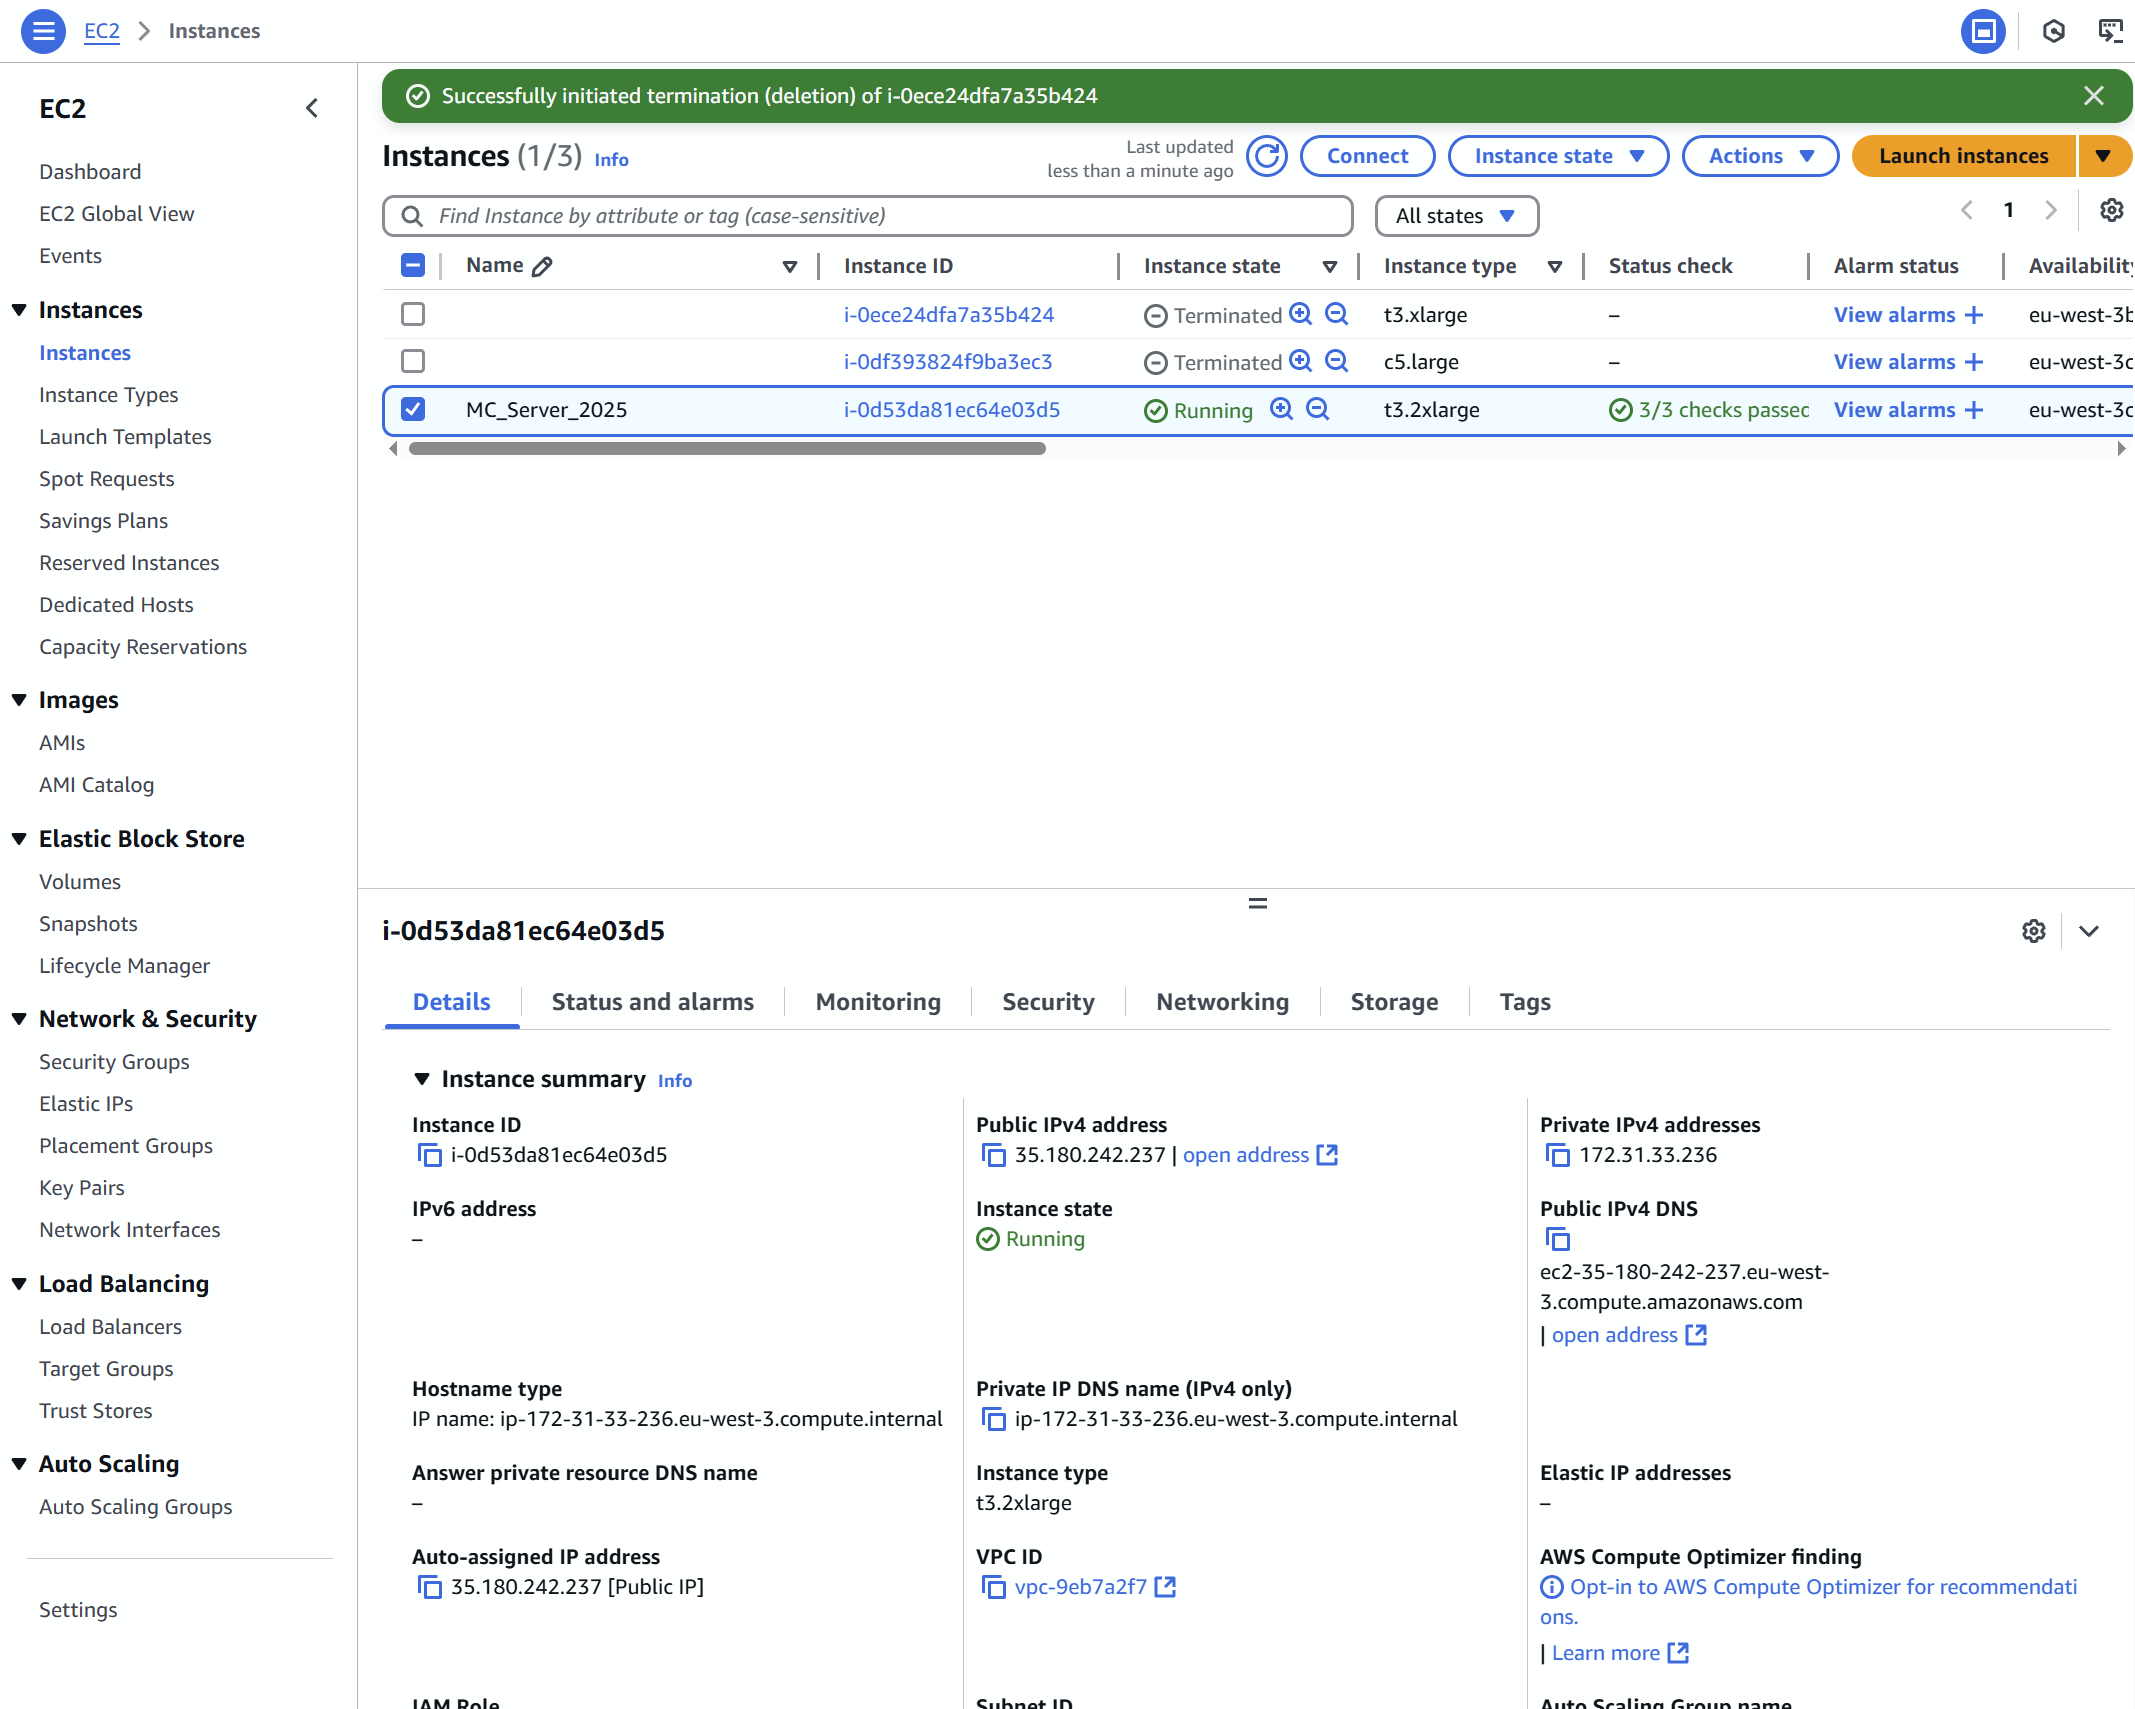 EC2 Instances
EC2
Dashboard
EC2 Global View
Events
Instances
Instances
Instance Types
Launch Templates
Spot Requests
Savings Plans
Reserved Instances
Dedicated Hosts
Capacity Reservations
Images
AMIs
AMI Catalog
Elastic Block Store
Volumes
Snapshots
Lifecycle Manager
Network & Security
Security Groups
Elastic IPs
Placement Groups
Key Pairs
Network Interfaces
Load Balancing
Load Balancers
Target Groups
Trust Stores
Auto Scaling
Auto Scaling Groups
Settings
Successfully initiated termination (deletion) of i-0ece24dfa7a35b424
Instances (1/3) Info
Last updated
less than a minute ago
Connect Instance state Actions Launch instances
Find Instance by attribute or tag (case-sensitive) All states 1
Name Instance ID Instance state Instance type Status check Alarm status Availability
i-0ece24dfa7a35b424 Terminated t3.xlarge – View alarms + eu-west-3b
i-0df393824f9ba3ec3 Terminated c5.large – View alarms + eu-west-3c
MC_Server_2025 i-0d53da81ec64e03d5 Running t3.2xlarge 3/3 checks passed View alarms + eu-west-3c
i-0d53da81ec64e03d5
Details Status and alarms Monitoring Security Networking Storage Tags
Instance summary Info
Instance ID
i-0d53da81ec64e03d5
Public IPv4 address
35.180.242.237 | open address
Private IPv4 addresses
172.31.33.236
IPv6 address
–
Instance state
Running
Public IPv4 DNS
ec2-35-180-242-237.eu-west-
3.compute.amazonaws.com
| open address
Hostname type
IP name: ip-172-31-33-236.eu-west-3.compute.internal
Private IP DNS name (IPv4 only)
ip-172-31-33-236.eu-west-3.compute.internal
Answer private resource DNS name
–
Instance type
t3.2xlarge
Elastic IP addresses
–
Auto-assigned IP address
35.180.242.237 [Public IP]
VPC ID
vpc-9eb7a2f7
AWS Compute Optimizer finding
Opt-in to AWS Compute Optimizer for recommendati
ons.
| Learn more
IAM Role
Subnet ID
Auto Scaling Group name